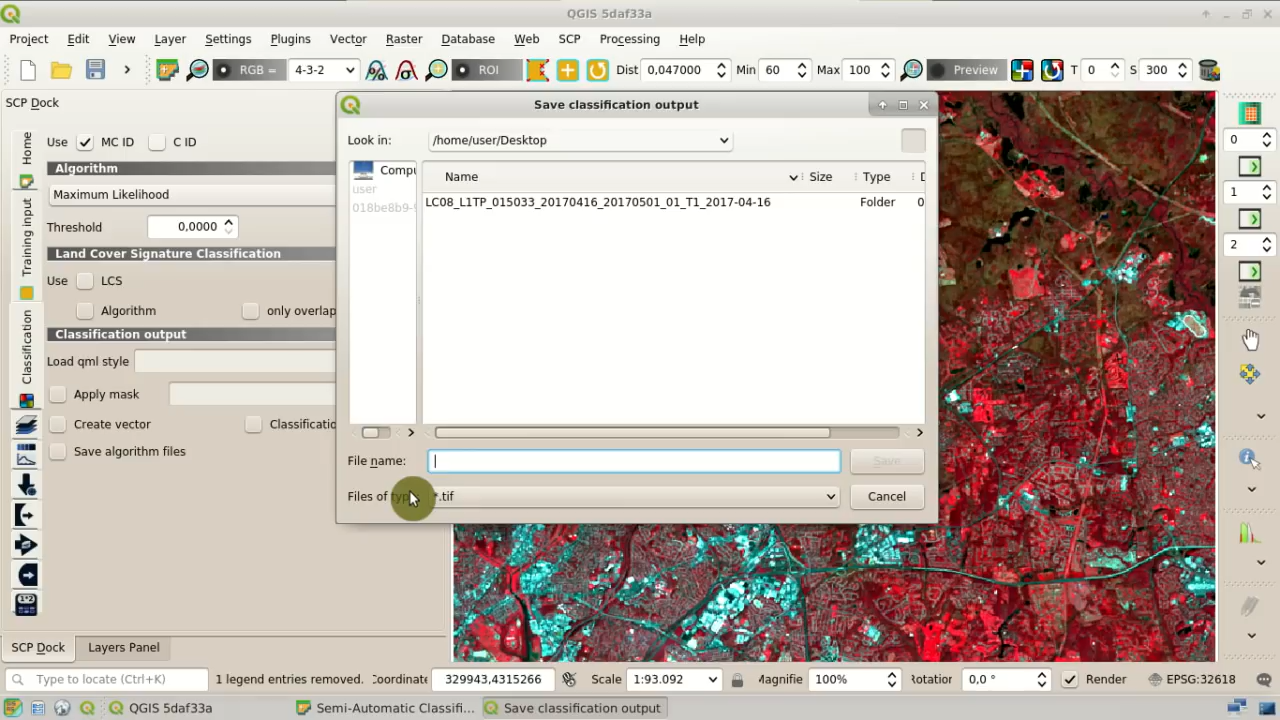 QGIS 5daf33a
Project Edit View Layer Settings Plugins Vector Raster Database Web SCP Processing Help
RGB = 4-3-2 ROI Dist 0,047000 Min 60 Max 100 Preview T 0 S 300
SCP Dock
Home
Training input
Classification
Use MC ID C ID
Algorithm
Maximum Likelihood
Threshold 0,0000
Land Cover Signature Classification
Use LCS
Algorithm only overlap
Classification output
Load qml style
Apply mask
Create vector Classificatio
Save algorithm files
Save classification output
Look in: /home/user/Desktop
Compu
user
018be8b9-9
Name Size Type D
LC08_L1TP_015033_20170416_20170501_01_T1_2017-04-16 Folder 0
File name: Save
Files of typ *.tif Cancel
0
1
2
SCP Dock Layers Panel
Type to locate (Ctrl+K) 1 legend entries removed. Coordinate 329943,4315266 Scale 1:93.092 Magnifie 100% Rotation 0,0 ° Render EPSG:32618
QGIS 5daf33a Semi-Automatic Classifi... Save classification output